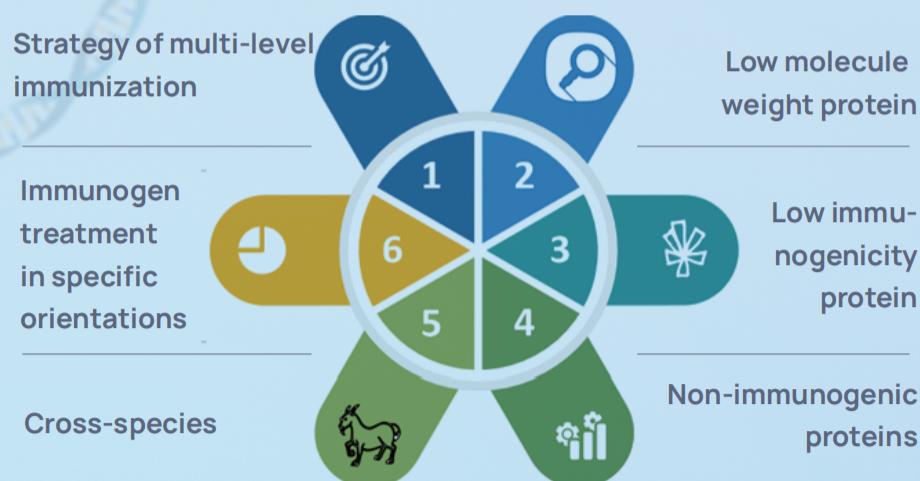 Strategy of multi-level
immunization
Low molecule
weight protein
1
2
Immunogen
treatment
in specific
orientations
6
3
Low immu-
nogenicity
protein
5
4
Cross-species
Non-immunogenic
proteins